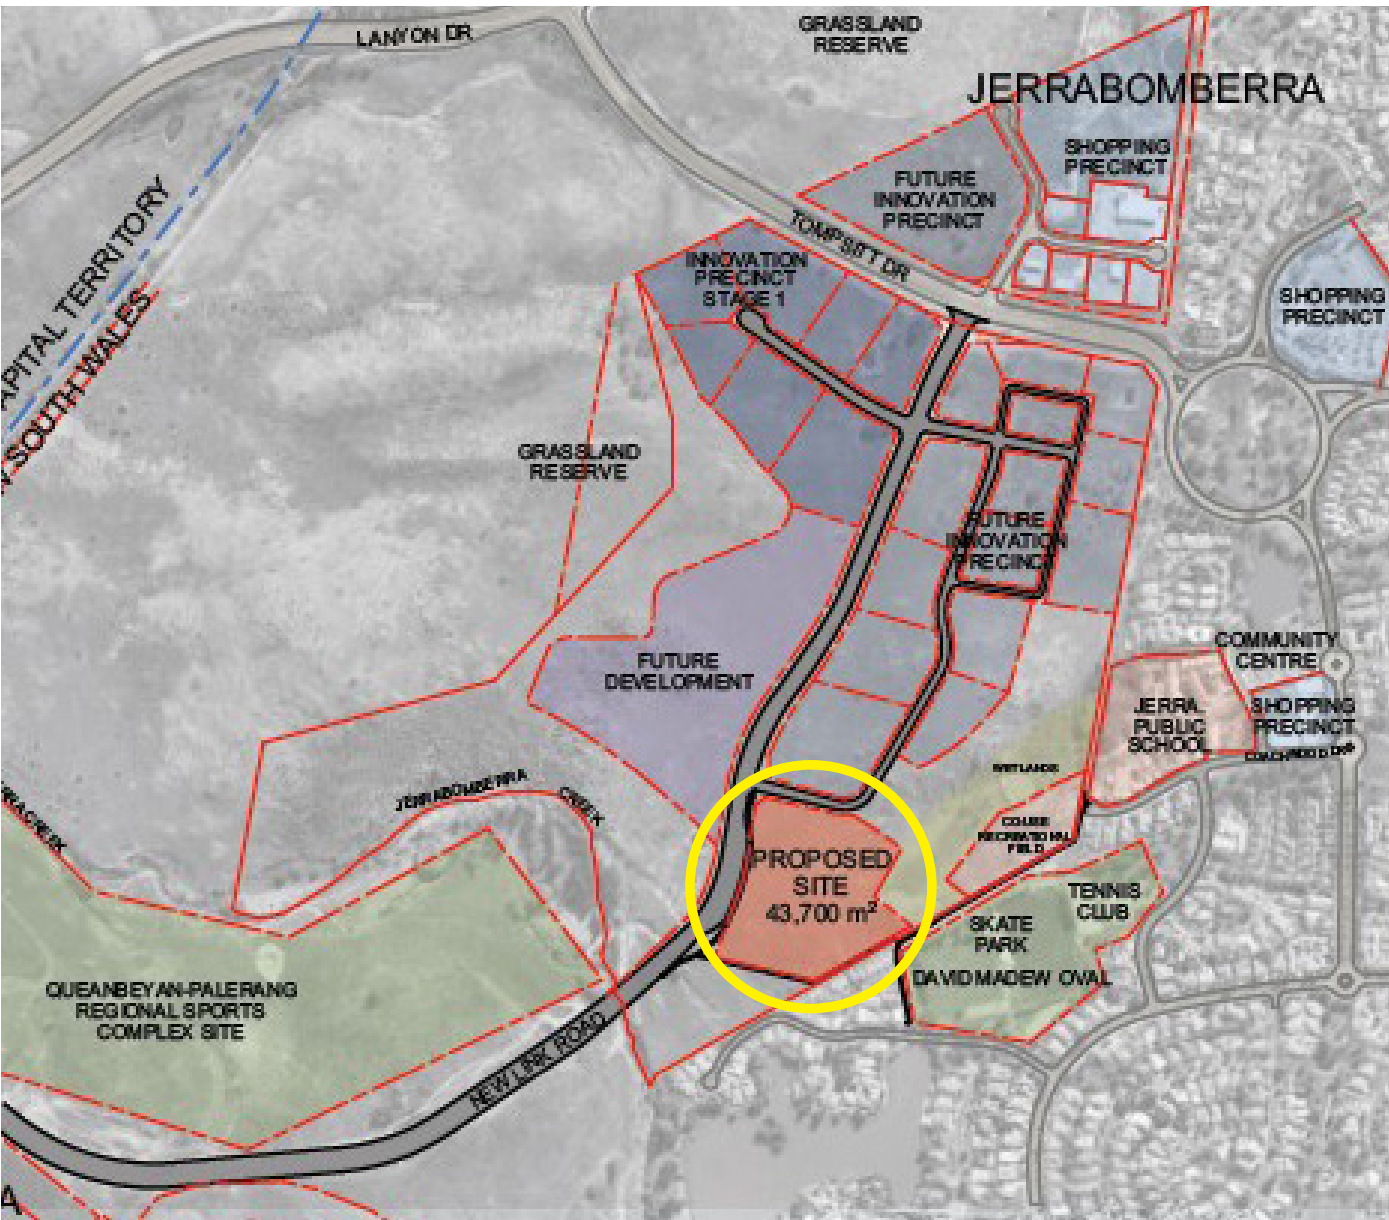 LANYON DR
GRASSLAND
RESERVE
JERRABOMBERRA
SHOPPING
PRECINCT
FUTURE
INNOVATION
PRECINCT
TOMPSITT DR
APITAL TERRITORY
SOUTH WALES
INNOVATION
PRECINCT
STAGE 1
SHOPPING
PRECINCT
GRASSLAND
RESERVE
FUTURE
INNOVATION
PRECINCT
FUTURE
DEVELOPMENT
COMMUNITY
CENTRE
JERRA
PUBLIC
SCHOOL
SHOPPING
PRECINCT
COACHWOOD DR
WETLANDS
JERRABOMBERRA
CREEK
RECREATIONAL
FIELD
PROPOSED
SITE
43,700 m²
TENNIS
CLUB
SKATE
PARK
DAVID MADEW OVAL
QUEANBEYAN-PALERANG
REGIONAL SPORTS
COMPLEX SITE
NEW LINK ROAD
A